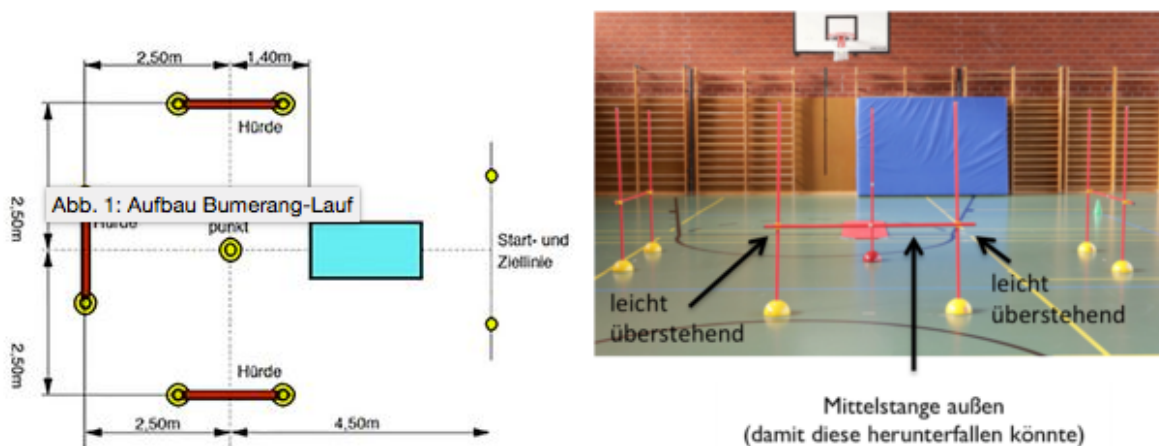 2,50m
1,40m
Hürde
2,50m
Abb. 1: Aufbau Bumerang-Lauf
Hürde
punkt
Start- und
Ziellinie
2,50m
Hürde
2,50m
4,50m
leicht
überstehend
leicht
überstehend
Mittelstange außen
(damit diese herunterfallen könnte)